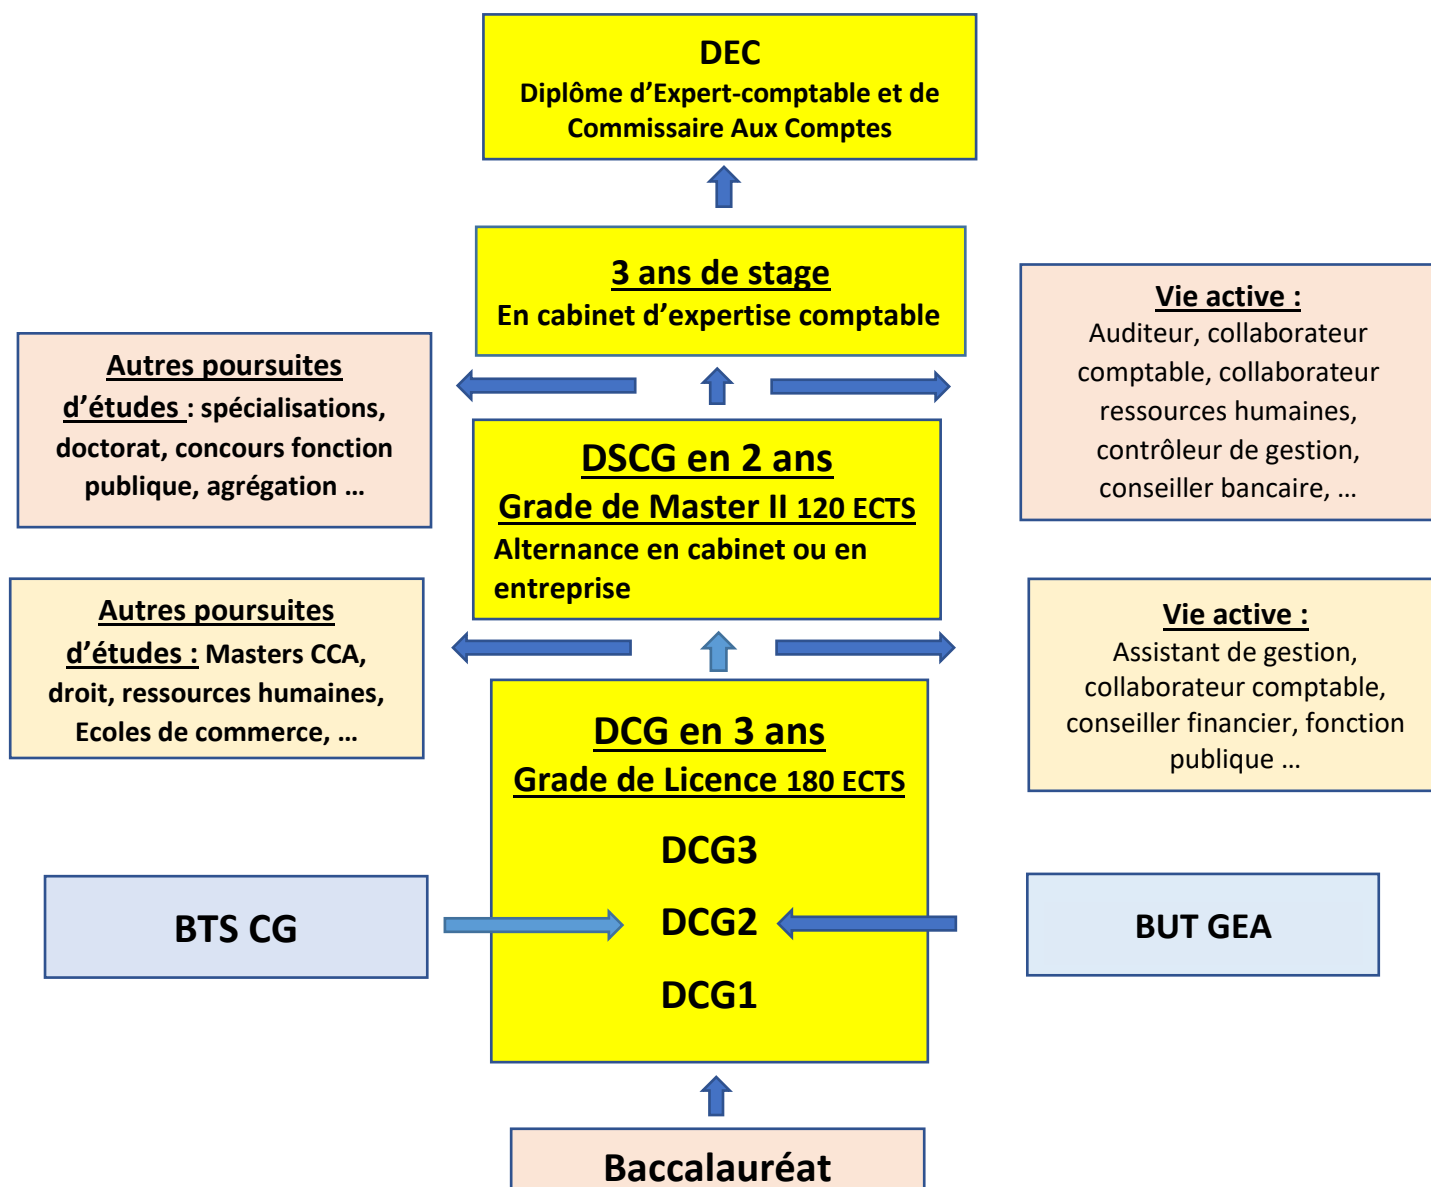 DEC
Diplôme d’Expert-comptable et de
Commissaire Aux Comptes
3 ans de stage
En cabinet d’expertise comptable
Autres poursuites
d’études : spécialisations,
doctorat, concours fonction
publique, agrégation …
Vie active :
Auditeur, collaborateur
comptable, collaborateur
ressources humaines,
contrôleur de gestion,
conseiller bancaire, …
DSCG en 2 ans
Grade de Master II 120 ECTS
Alternance en cabinet ou en
entreprise
Autres poursuites
d’études : Masters CCA,
droit, ressources humaines,
Ecoles de commerce, …
Vie active :
Assistant de gestion,
collaborateur comptable,
conseiller financier, fonction
publique …
DCG en 3 ans
Grade de Licence 180 ECTS
DCG3
BTS CG
DCG2
BUT GEA
DCG1
Baccalauréat